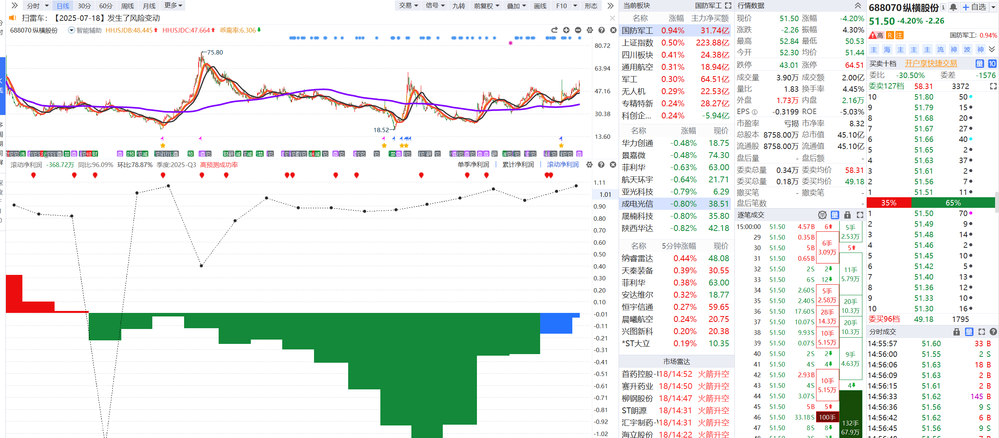 分时 日线 30分 60分 周线 月线 更多 交易 信号 九转 前复权 叠加 画线 F10 形态
扫雷车：【2025-07-18】发生了风险变动
688070 纵横股份 智能辅助 HHJSJDB:48.445 HHJSJDC:47.664 乖离率:6.306
80.72
75.80
63.94
47.16
30.38
18.52
13.60
滚动净利润 -368.72万 同比:96.09% 环比:78.87% 季度:2025-Q3 高预测成功率 单季净利润 累计净利润 滚动净利润
1.11
1.01
0.90
0.80
0.70
0.60
0.50
0.40
0.30
0.20
0.10
-0.01
-0.11
-0.21
-0.31
-0.41
-0.51
-0.61
-0.71
-0.81
-0.92
-1.02
当前板块 国防军工
名称 涨幅 主力净买额
国防军工 0.94% 31.74亿
上证指数 0.50% 223.88亿
四川板块 0.41% 24.38亿
通用航空 0.31% 18.94亿
军工 0.30% 64.51亿
无人机 0.29% 22.53亿
专精特新 0.24% 28.27亿
科创企... 0.24% -5.94亿
名称 涨幅 现价
华力创通 -0.48% 18.75
景嘉微 -0.48% 74.30
菲利华 -0.63% 63.00
航天环宇 -0.64% 21.71
亚光科技 -0.79% 6.29
成电光信 -0.80% 38.51
晟楠科技 -0.80% 35.80
陕西华达 -0.82% 42.18
名称 5分钟涨幅 现价
纳睿雷达 0.44% 48.08
天秦装备 0.39% 30.55
菲利华 0.38% 63.00
安达维尔 0.32% 18.77
恒宇信通 0.27% 59.65
晨曦航空 0.24% 20.75
兴图新科 0.20% 20.38
*ST大立 0.19% 10.35
市场雷达
首药控股-U 18/14:52 火箭升空
赛升药业 18/14:50 火箭升空
柳钢股份 18/14:47 火箭升空
ST朗源 18/14:31 火箭升空
汇宇制药- 18/14:31 火箭升空
海立股份 18/14:22 火箭升空
行情数据
现价 51.50 涨幅 -4.20%
涨跌 -2.26 振幅 4.30%
最高 52.84 最低 50.53
今开 52.30 均价 51.44
跌停 43.01 涨停 64.51
成交量 3.90万 成交额 2.00亿
量比 1.83 换手率 4.45%
外盘 1.73万 内盘 2.16万
EPS ① -0.3199 ROE -5.03%
市盈率 亏损 市净率 8.32
总股本 8758.00万 总市值 45.10亿
流通股 8758.00万 流通值 45.10亿
盘后量 - 盘后额 -
委卖总量 0.34万 委卖均价 58.31
委买总量 0.18万 委买均价 49.18
撤买笔 - 撤卖笔 -
盘后笔数 -
逐笔成交 单 量
15:00:00 51.50 4.57 B 6
29 51.50 0.35 B
30 51.50 5 B
31 51.50 0.65 B
32 51.50 2 S 2
33 51.50 6 S 12
34 51.50 2.60 S
35 51.50 2.40 S
36 51.50 17.60 S
37 51.50 10.07 S
38 51.50 9.93 S
39 51.50 0.07 S
40 51.50 2 S 2
41 51.50 4 S 4
42 51.50 2.93 B
43 51.50 4 S
44 51.50 3.07 S
45 51.50 5 B 5
46 51.50 33.18 S 100手
47 51.50 8 S 8
6手
3.09万
5手
2.58万
28手
14.3万
10手
5.15万
10手
5.15万
5手
2.53万
5
11手
5.79万
20手
10.3万
20手
10.3万
9手
4.63万
4
132手
67.9万
688070 纵横股份 i 自选
51.50 -4.20% -2.26
高 R 注 国防军工: 0.94%
主 海 主 主 主 流 神 波 神
买卖十档 开户享快捷交易 量 10
委比 -30.50% 委差 -1576
委卖127档 58.31 3372
10 51.80 50
9 51.79 15
8 51.68 20
7 51.67 27
6 51.66 40
5 51.65 2
4 51.63 37
3 51.61 2
2 51.56 7
1 51.51 11
35% 65%
1 51.50 70
2 51.49 9
3 51.48 14
4 51.46 2
5 51.45 10
6 51.42 5
7 51.40 13
8 51.36 12
9 51.33 10
10 51.30 16
委买96档 49.18 1795
分时成交 量
14:55:57 51.60 33 B
14:56:00 51.55 2 S
14:56:06 51.63 18 B
14:56:09 51.63 2 B
14:56:15 51.61 2 B
14:56:33 51.62 145 B
14:56:36 51.56 9 S
14:56:42 51.62 6 B
14:56:45 51.56 9 S